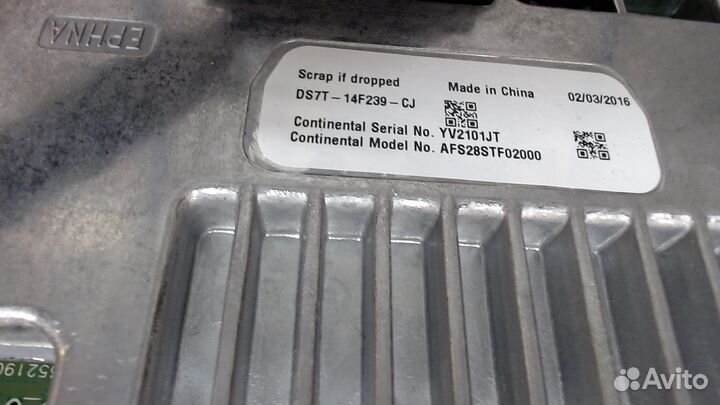 EPHNA
Scrap if dropped
Made in China
02/03/2016
DS7T-14F239-CJ
Continental Serial No. YV2101JT
Continental Model No. AFS28STF02000
Avito